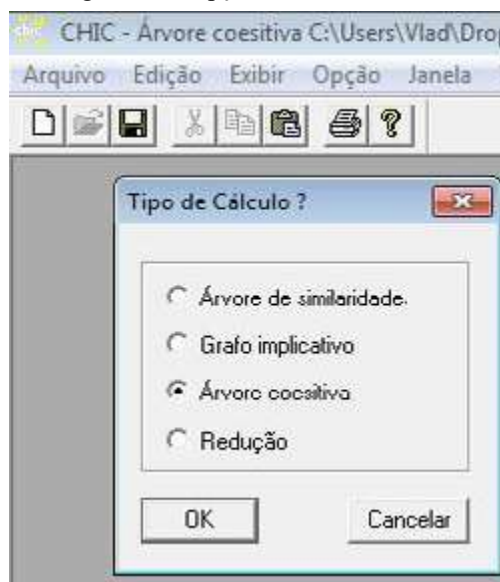 CHIC - Árvore coesitiva C:\Users\Vlad\Drop
Arquivo Edição Exibir Opção Janela
Tipo de Cálculo ?
Árvore de similaridade.
Grafo implicativo
Árvore coesitiva
Redução
OK Cancelar